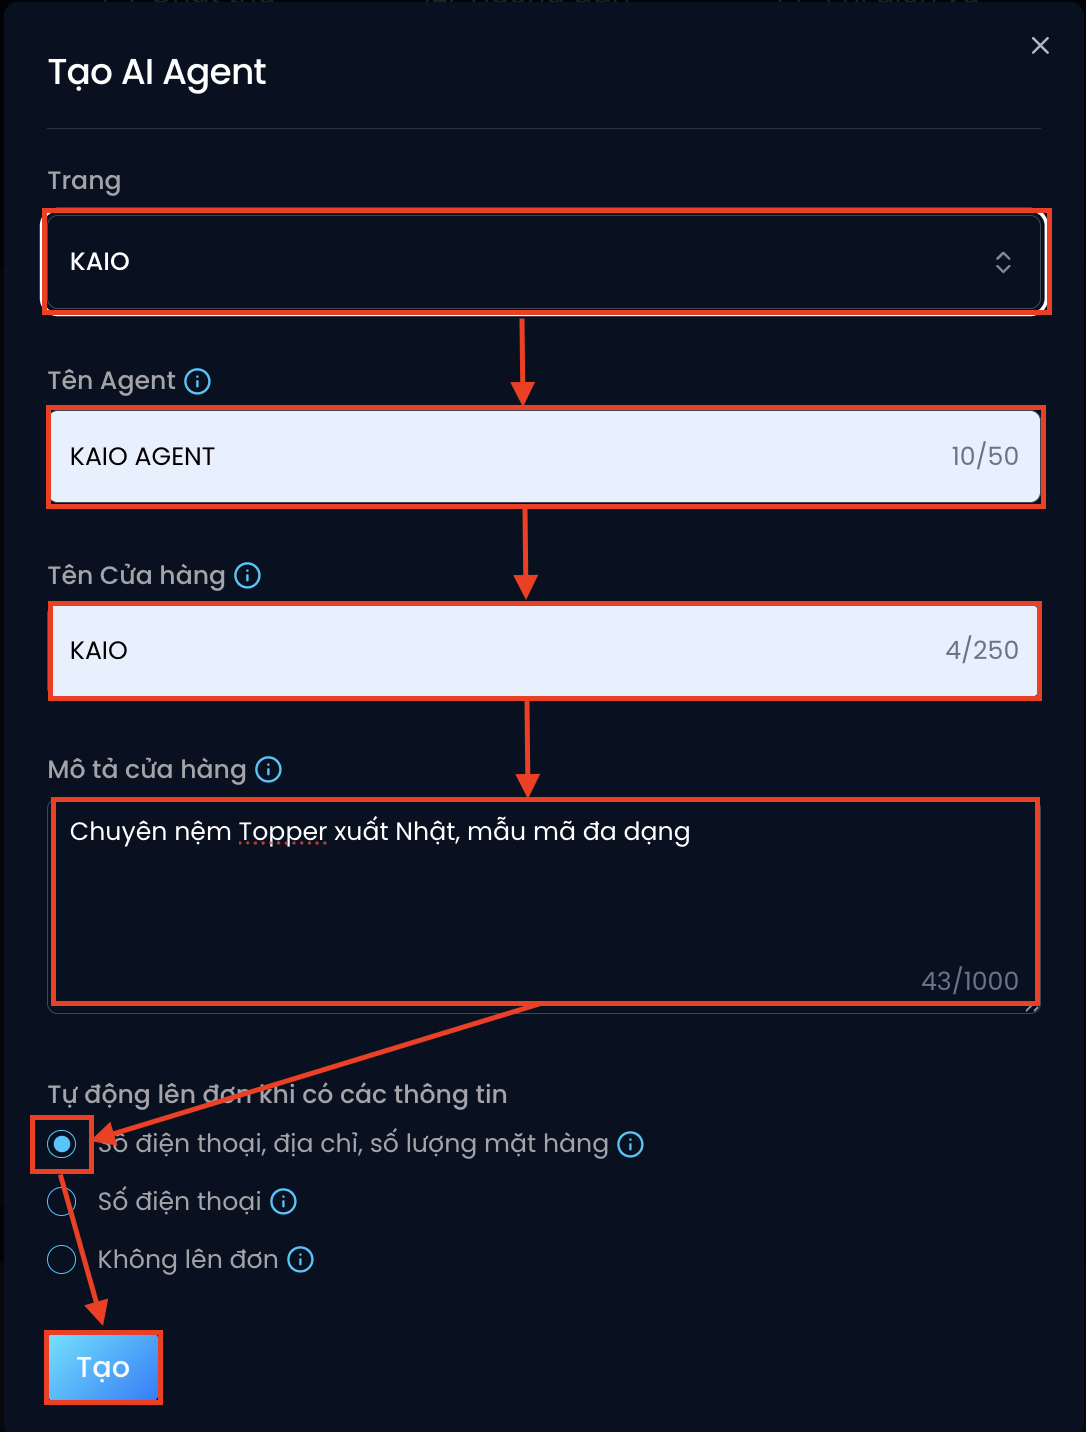 Tạo AI Agent
Trang
KAIO
Tên Agent
KAIO AGENT
10/50
Tên Cửa hàng
KAIO
4/250
Mô tả cửa hàng
Chuyên nệm Topper xuất Nhật, mẫu mã đa dạng
43/1000
Tự động lên đơn khi có các thông tin
Số điện thoại, địa chỉ, số lượng mặt hàng
Số điện thoại
Không lên đơn
Tạo